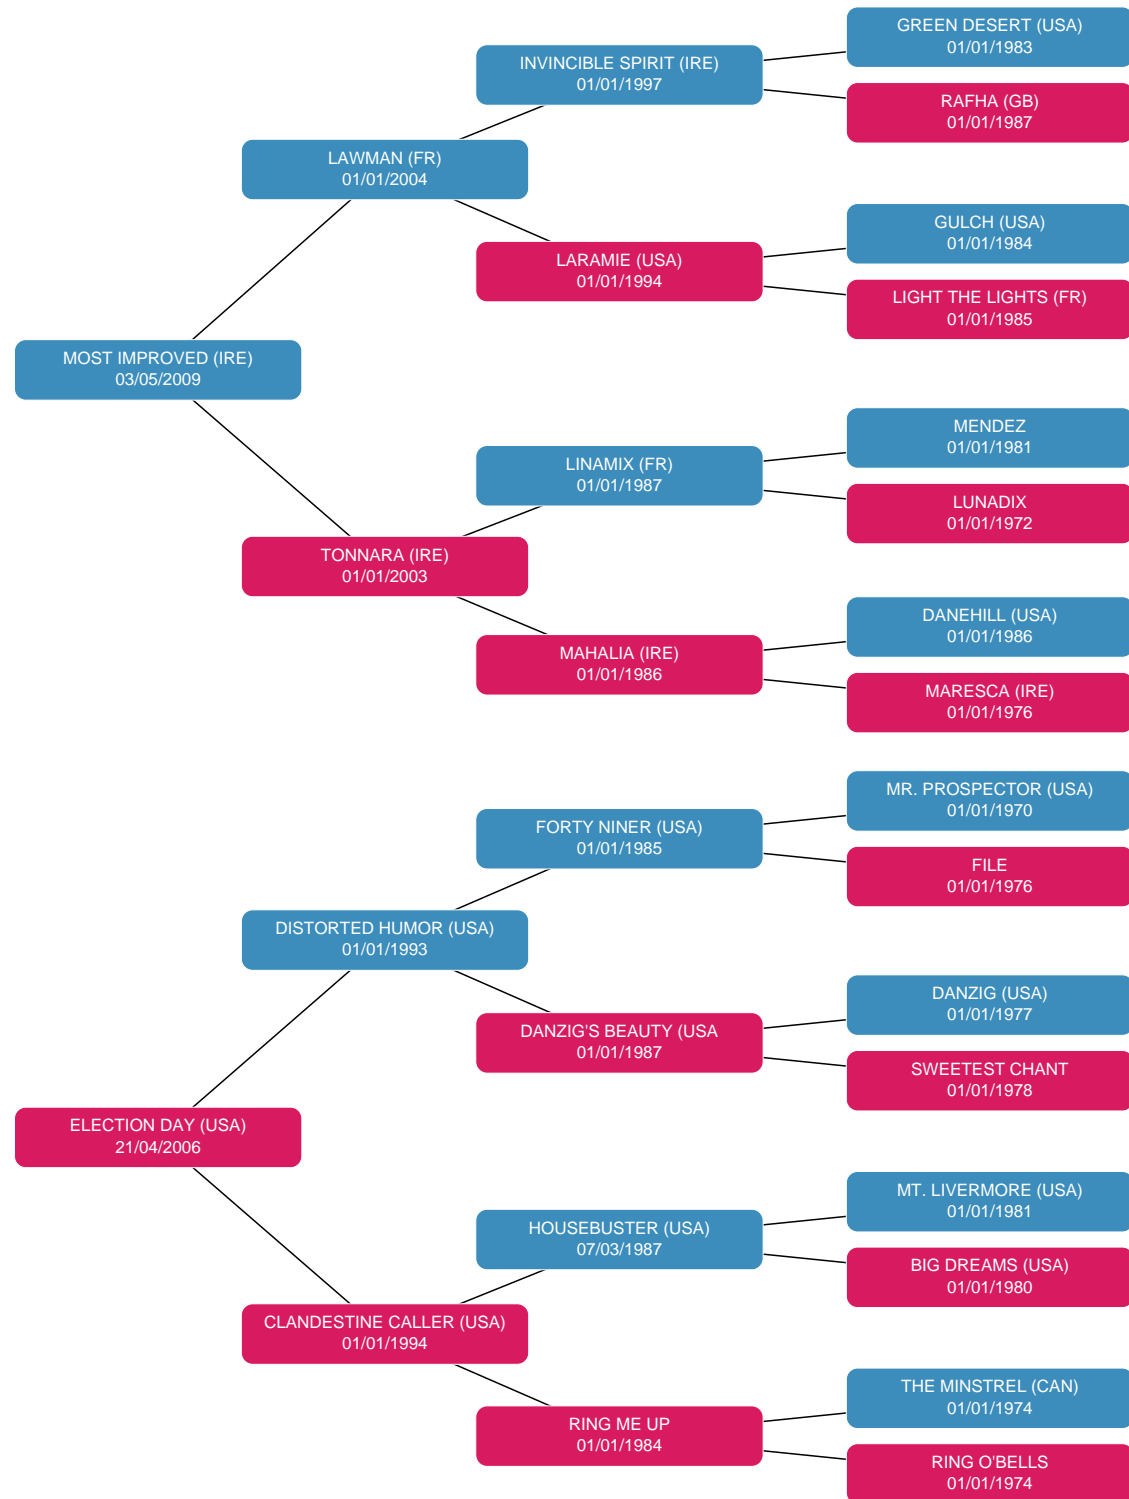 GREEN DESERT (USA)
01/01/1983
INVINCIBLE SPIRIT (IRE)
01/01/1997
RAFHA (GB)
01/01/1987
LAWMAN (FR)
01/01/2004
GULCH (USA)
01/01/1984
LARAMIE (USA)
01/01/1994
LIGHT THE LIGHTS (FR)
01/01/1985
MOST IMPROVED (IRE)
03/05/2009
MENDEZ
01/01/1981
LINAMIX (FR)
01/01/1987
LUNADIX
01/01/1972
TONNARA (IRE)
01/01/2003
DANEHILL (USA)
01/01/1986
MAHALIA (IRE)
01/01/1986
MARESCA (IRE)
01/01/1976
MR. PROSPECTOR (USA)
01/01/1970
FORTY NINER (USA)
01/01/1985
FILE
01/01/1976
DISTORTED HUMOR (USA)
01/01/1993
DANZIG (USA)
01/01/1977
DANZIG'S BEAUTY (USA
01/01/1987
SWEETEST CHANT
01/01/1978
ELECTION DAY (USA)
21/04/2006
MT. LIVERMORE (USA)
01/01/1981
HOUSEBUSTER (USA)
07/03/1987
BIG DREAMS (USA)
01/01/1980
CLANDESTINE CALLER (USA)
01/01/1994
THE MINSTREL (CAN)
01/01/1974
RING ME UP
01/01/1984
RING O'BELLS
01/01/1974